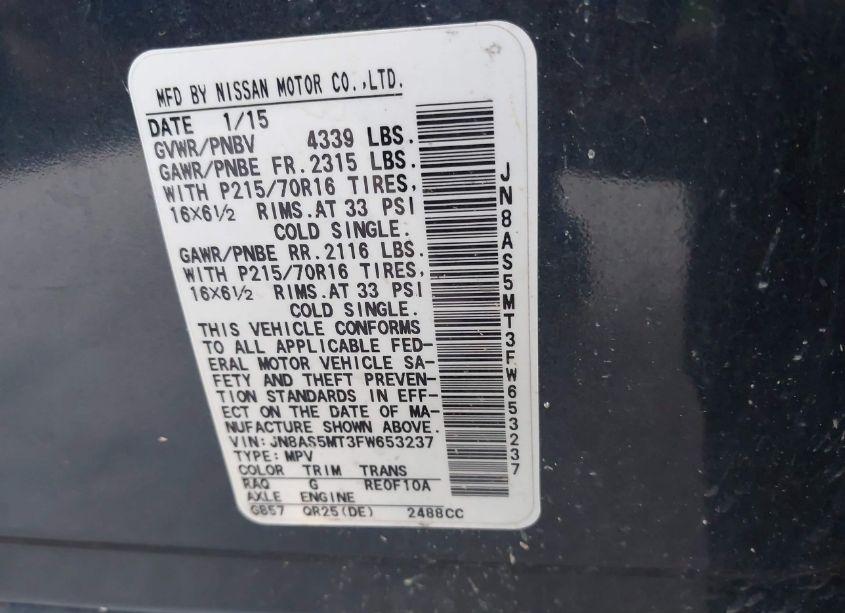 MFD BY NISSAN MOTOR CO.,LTD.
DATE 1/15
GVWR/PNBV 4339 LBS.
GAWR/PNBE FR.2315 LBS.
WITH P215/70R16 TIRES,
16X6½ RIMS.AT 33 PSI
COLD SINGLE.
GAWR/PNBE RR.2116 LBS.
WITH P215/70R16 TIRES,
16X6½ RIMS.AT 33 PSI
COLD SINGLE.
THIS VEHICLE CONFORMS
TO ALL APPLICABLE FED-
ERAL MOTOR VEHICLE SA-
FETY AND THEFT PREVEN-
TION STANDARDS IN EFF-
ECT ON THE DATE OF MA-
NUFACTURE SHOWN ABOVE.
VIN:JN8AS5MT3FW653237
TYPE:MPV
COLOR TRIM TRANS
RAQ G RE0F10A
AXLE ENGINE
GB57 QR25(DE) 2488CC
JN8AS5MT3FW653237